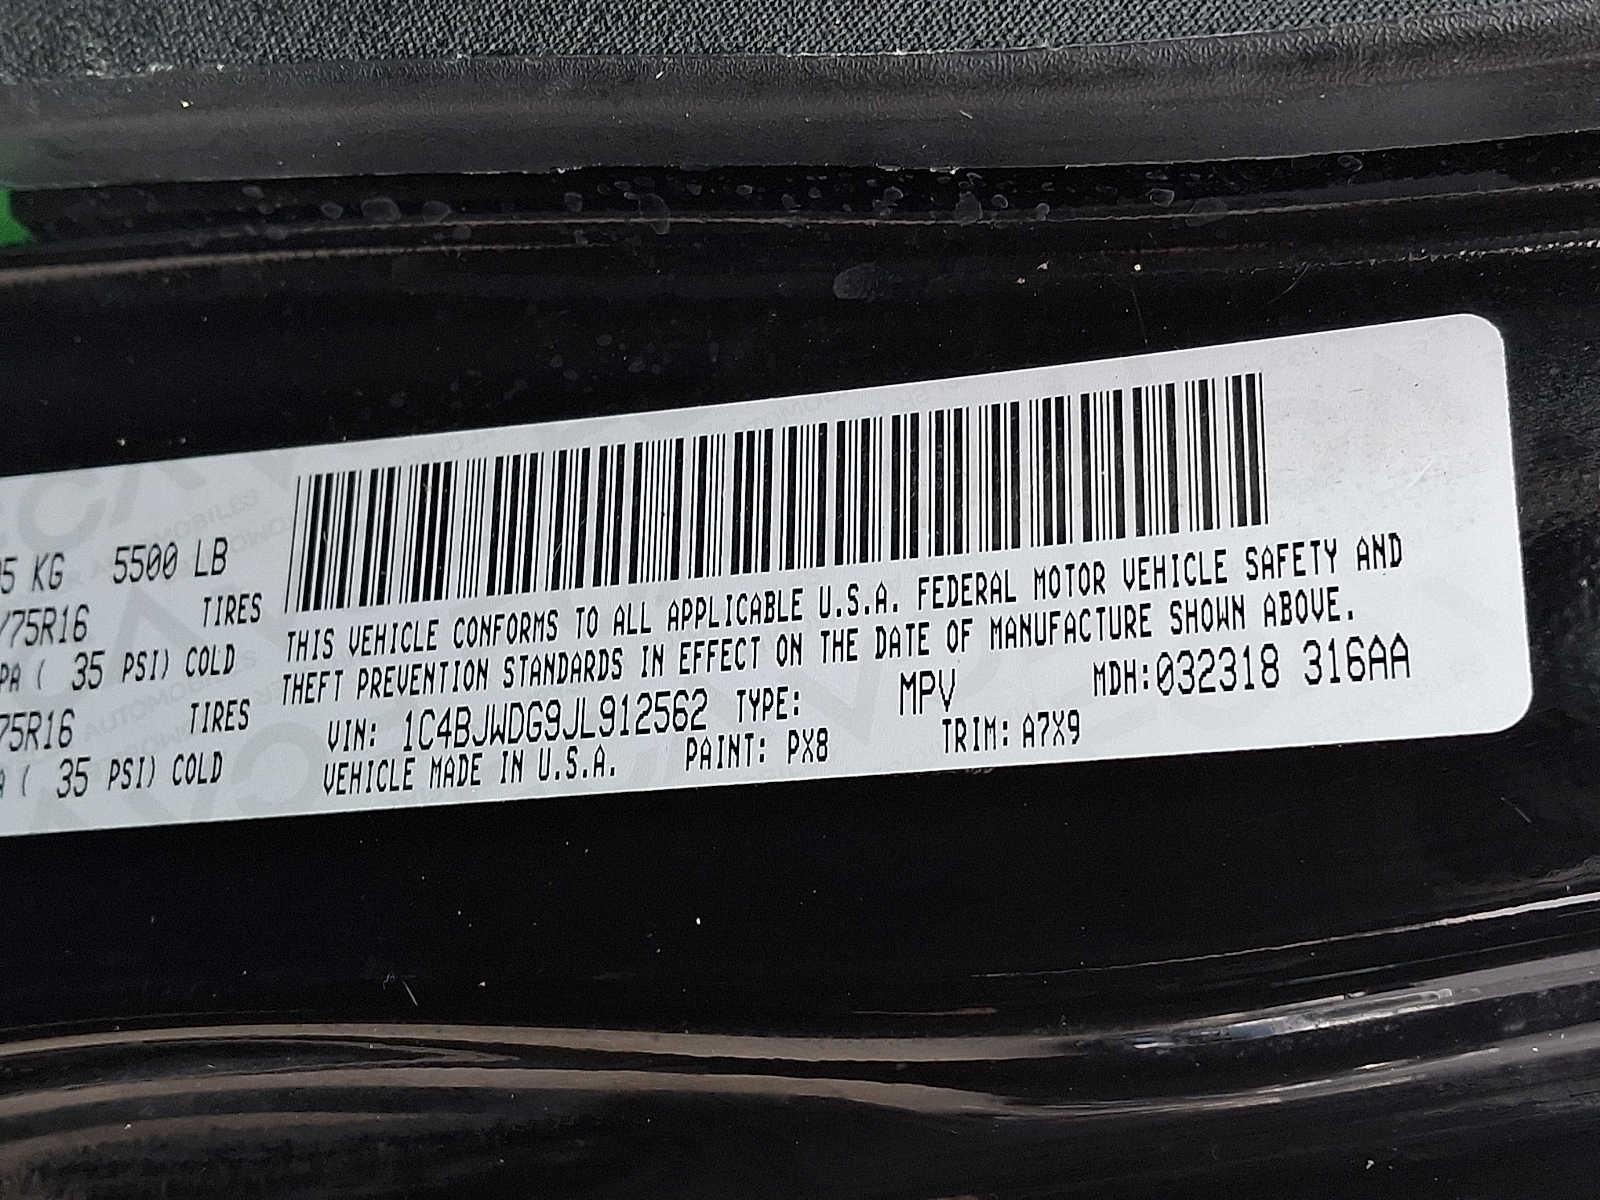 5 KG 5500 LB
/75R16 TIRES
PA ( 35 PSI) COLD
75R16 TIRES
( 35 PSI) COLD
THIS VEHICLE CONFORMS TO ALL APPLICABLE U.S.A. FEDERAL MOTOR VEHICLE SAFETY AND
THEFT PREVENTION STANDARDS IN EFFECT ON THE DATE OF MANUFACTURE SHOWN ABOVE.
VIN: 1C4BJWDG9JL912562 TYPE: MPV MDH:032318 316AA
VEHICLE MADE IN U.S.A. PAINT: PX8 TRIM: A7X9